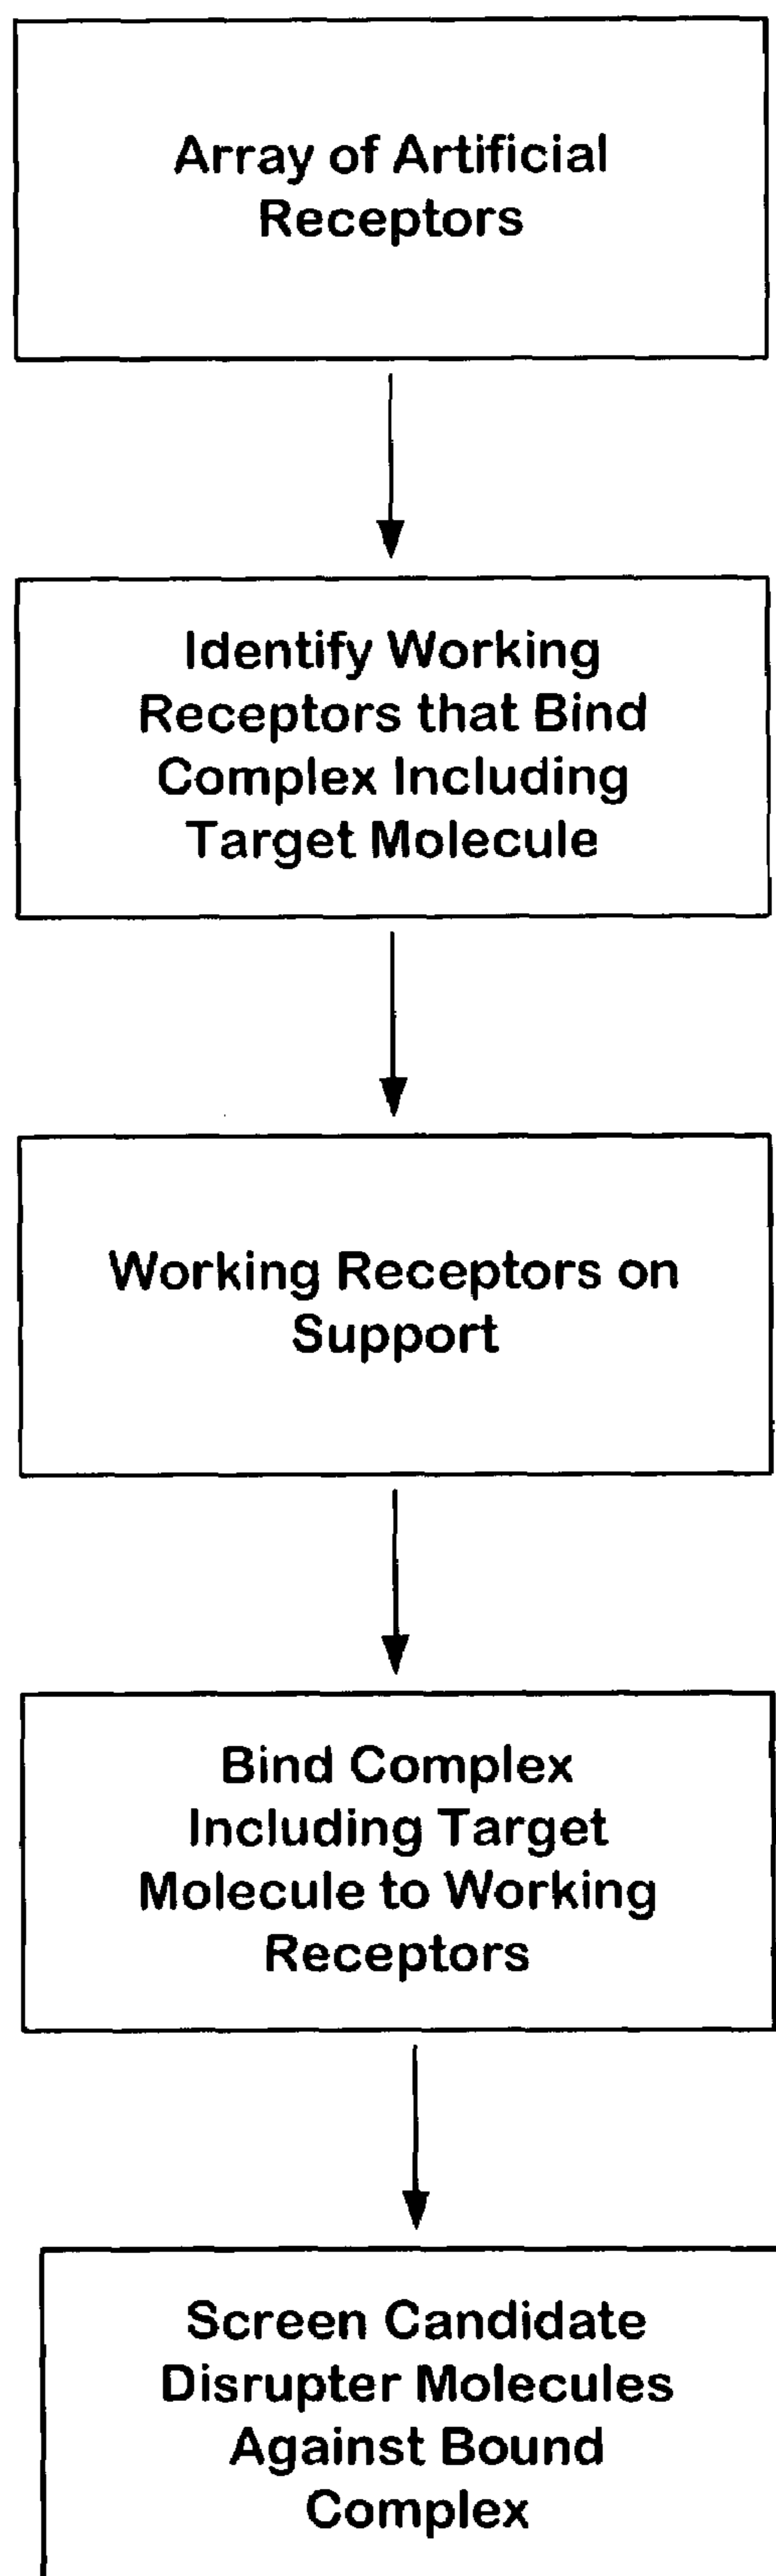 Array of Artificial
Receptors
Identify Working
Receptors that Bind
Complex Including
Target Molecule
Working Receptors on
Support
Bind Complex
Including Target
Molecule to Working
Receptors
Screen Candidate
Disrupter Molecules
Against Bound
Complex